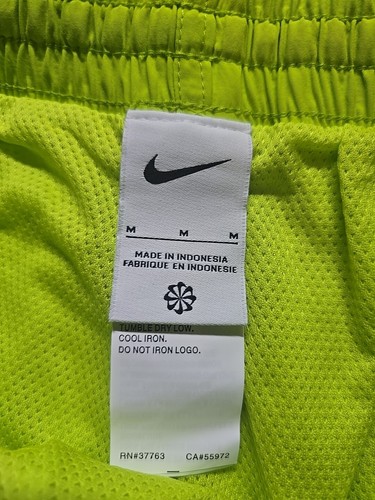 M M M
MADE IN INDONESIA
FABRIQUE EN INDONESIE
TUMBLE DRY LOW.
COOL IRON.
DO NOT IRON LOGO.
RN#37763 CA#55972